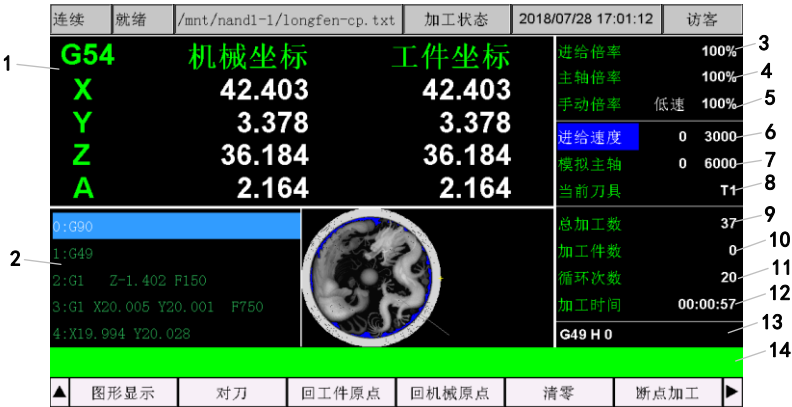 连续 就绪 /mnt/nand1-1/longfen-cp.txt 加工状态 2018/07/28 17:01:12 访客
1 G54 机械坐标 工件坐标
X 42.403 42.403
Y 3.378 3.378
Z 36.184 36.184
A 2.164 2.164
进给倍率 100% 3
主轴倍率 100% 4
手动倍率 低速 100% 5
进给速度 0 3000 6
模拟主轴 0 6000 7
当前刀具 T1 8
2
0:G90
1:G49
2:G1 Z-1.402 F150
3:G1 X20.005 Y20.001 F750
4:X19.994 Y20.028
总加工数 37 9
加工件数 0 10
循环次数 20 11
加工时间 00:00:57 12
G49 H 0 13
14
▲ 图形显示 对刀 回工件原点 回机械原点 清零 断点加工 ▶